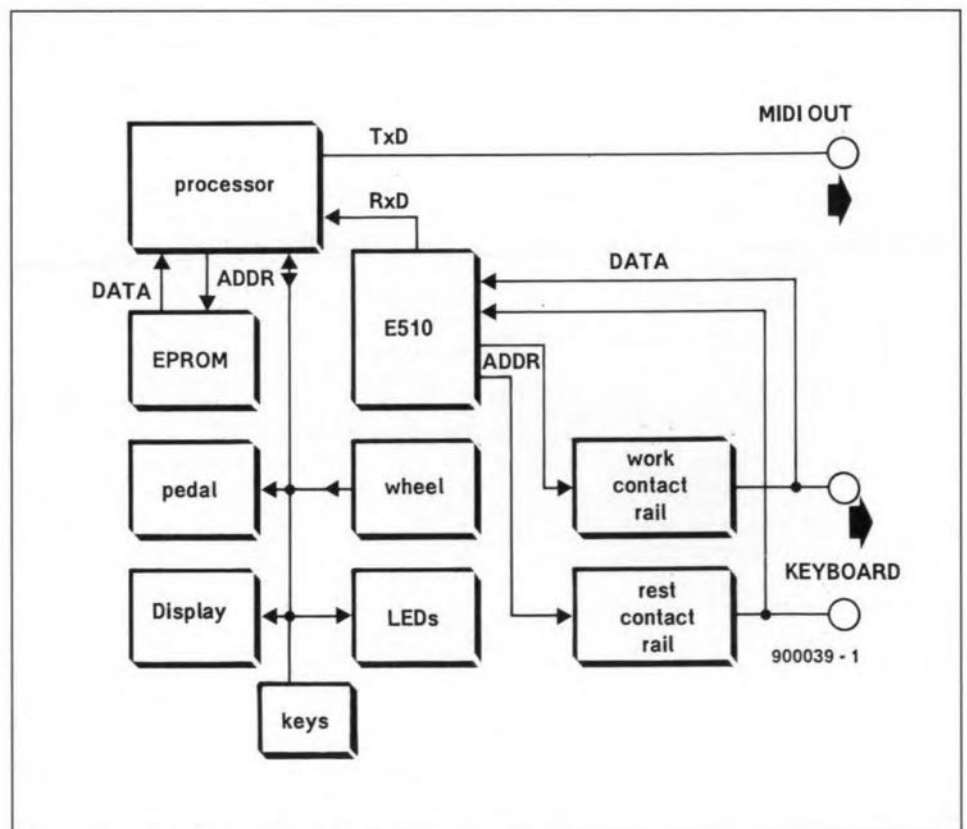 MIDI OUT
TxD
processor
RxD
DATA
ADDR
DATA
EPROM
E510
ADDR
pedal
wheel
work
contact
rail
KEYBOARD
Display
LEDs
rest
contact
rail
900039 - 1
keys